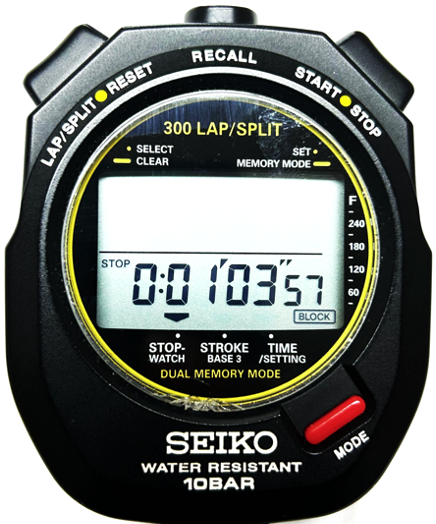 RECALL
LAP/SPLIT RESET
START STOP
300 LAP/SPLIT
SELECT
CLEAR
SET
MEMORY MODE
F
240
180
120
60
STOP
0:01'03"57
BLOCK
STOP-
WATCH
STROKE
BASE 3
TIME
/SETTING
DUAL MEMORY MODE
MODE
SEIKO
WATER RESISTANT
10BAR